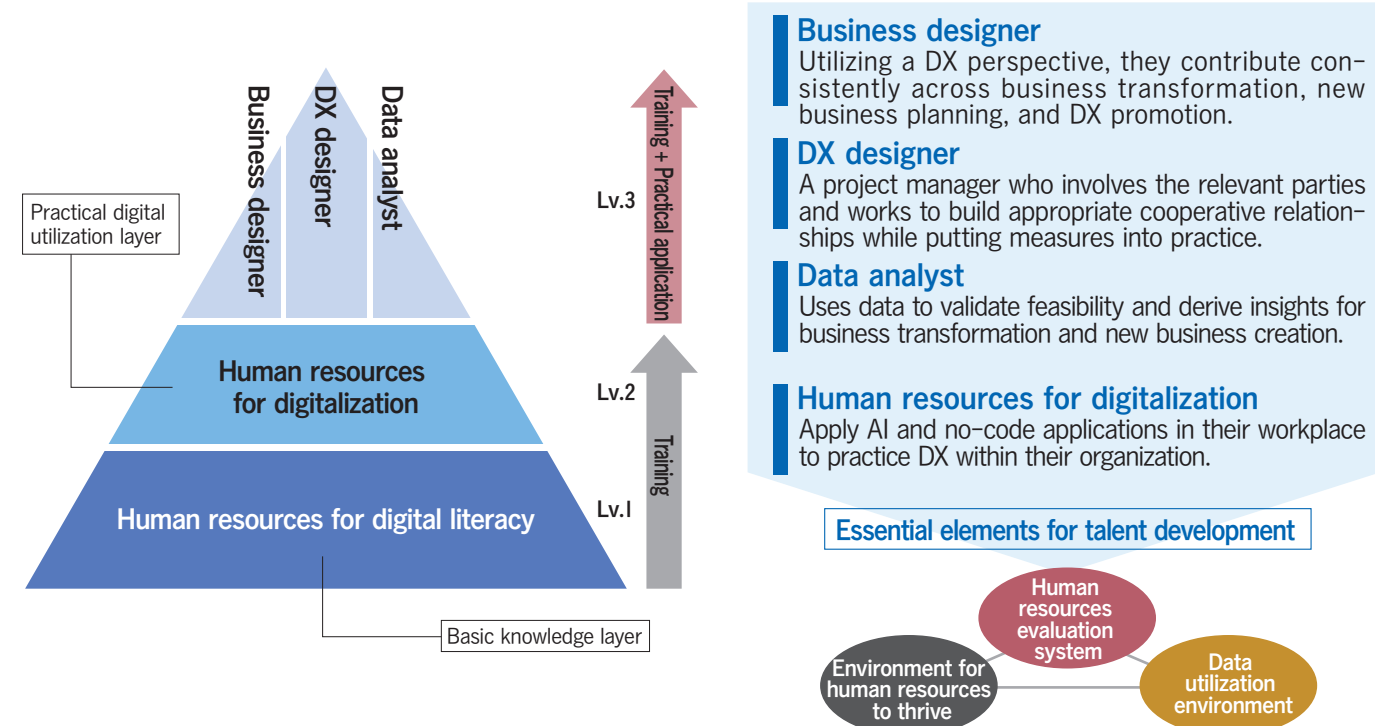 Business designer
DX designer
Data analyst
Practical digital
utilization layer
Human resources
for digitalization
Human resources for digital literacy
Basic knowledge layer
Lv.3
Lv.2
Lv.1
Training + Practical application
Training
Business designer
Utilizing a DX perspective, they contribute con-
sistently across business transformation, new
business planning, and DX promotion.
DX designer
A project manager who involves the relevant parties
and works to build appropriate cooperative relation-
ships while putting measures into practice.
Data analyst
Uses data to validate feasibility and derive insights for
business transformation and new business creation.
Human resources for digitalization
Apply AI and no-code applications in their workplace
to practice DX within their organization.
Essential elements for talent development
Human
resources
evaluation
system
Environment for
human resources
to thrive
Data
utilization
environment